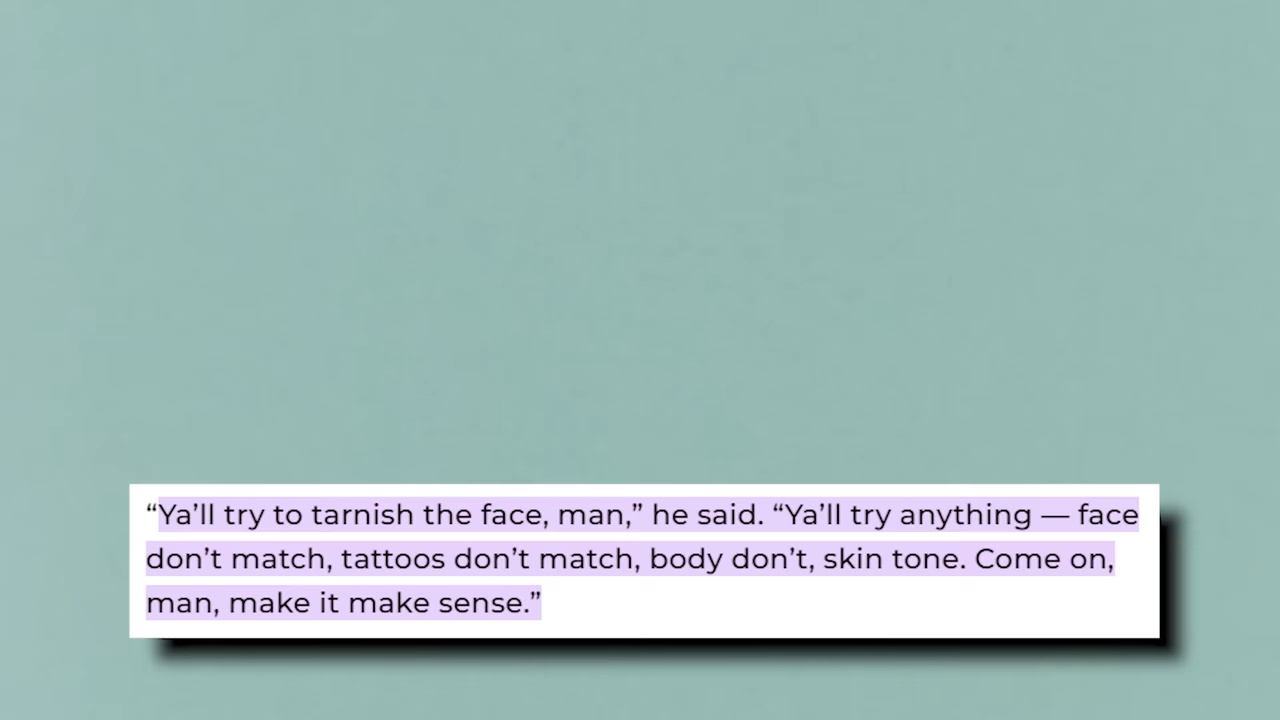 “Ya’ll try to tarnish the face, man,” he said. “Ya’ll try anything — face
don’t match, tattoos don’t match, body don’t, skin tone. Come on,
man, make it make sense.”